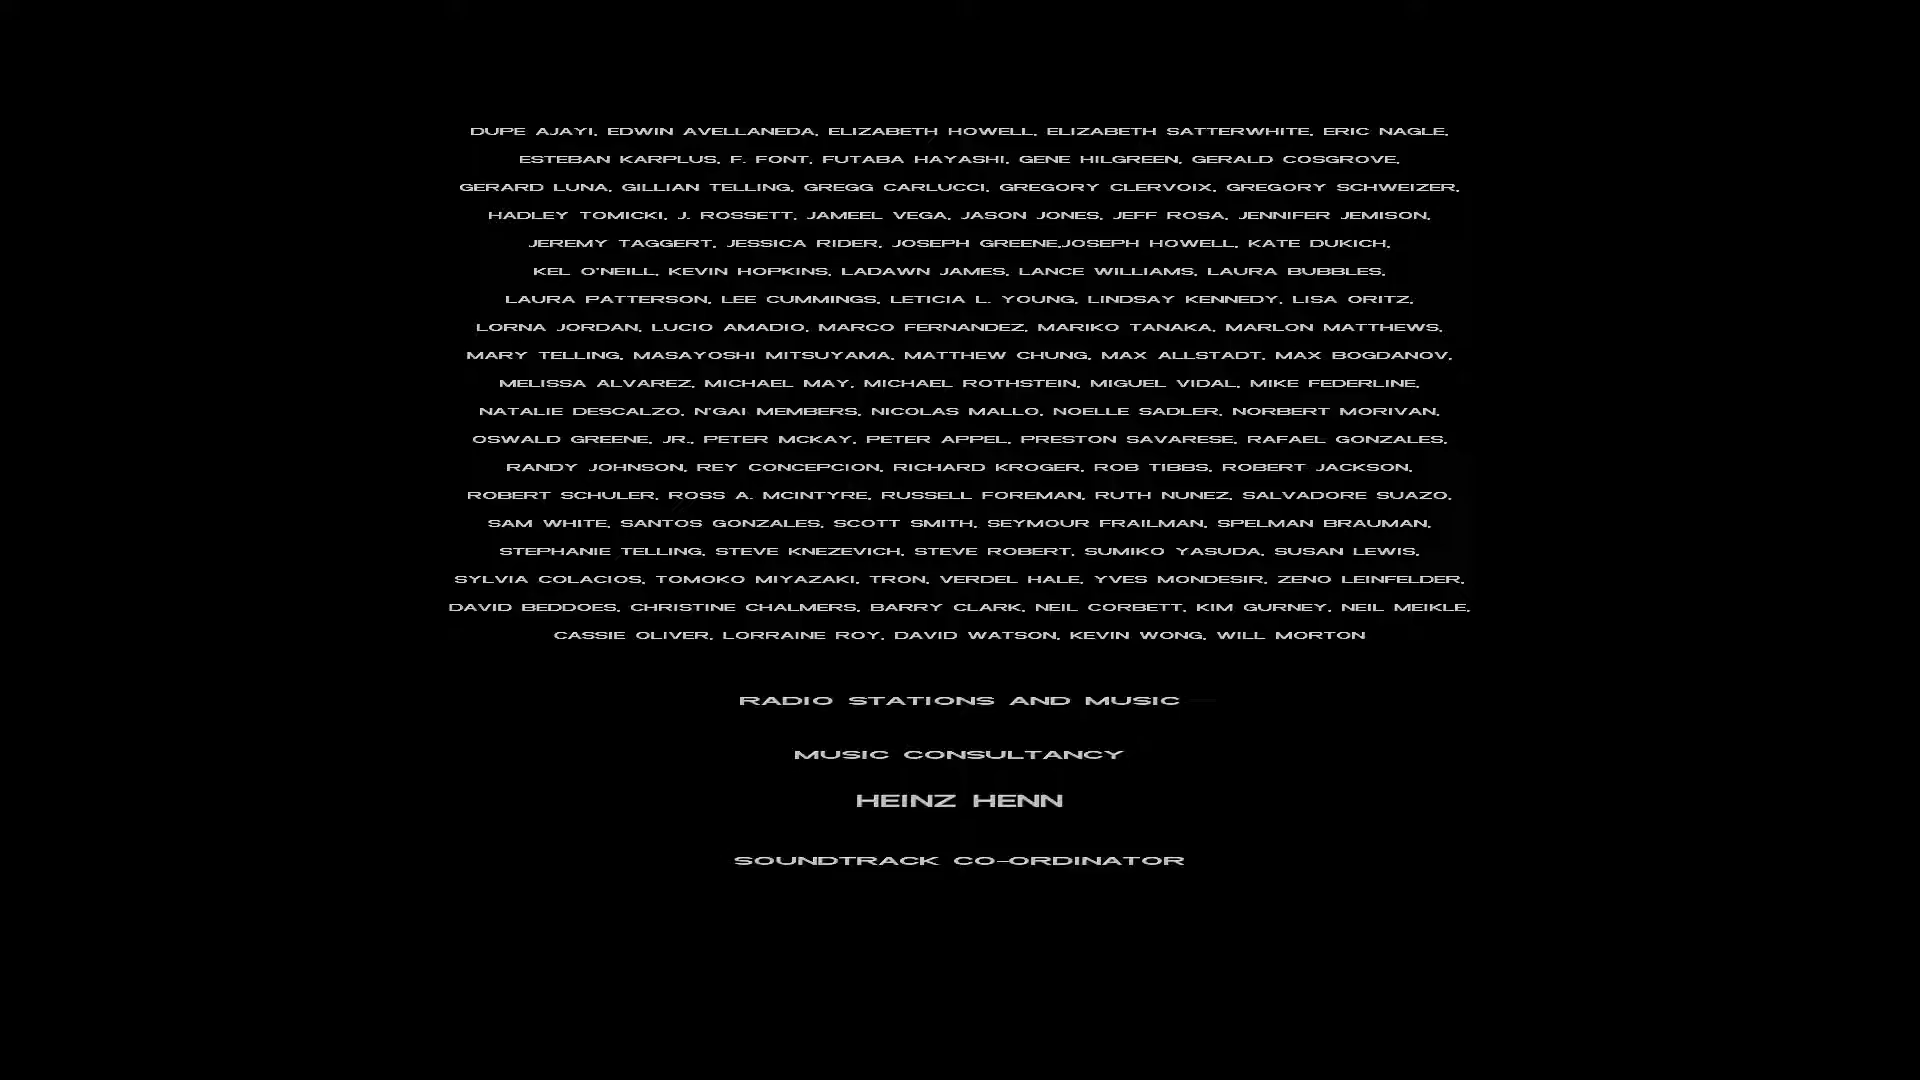 DUPE AJAYI, EDWIN AVELLANEDA, ELIZABETH HOWELL, ELIZABETH SATTERWHITE, ERIC NAGLE,
ESTEBAN KARPLUS, F. FONT, FUTABA HAYASHI, GENE HILGREEN, GERALD COSGROVE,
GERARD LUNA, GILLIAN TELLING, GREGG CARLUCCI, GREGORY CLERVOIX, GREGORY SCHWEIZER,
HADLEY TOMICKI, J. ROSSETT, JAMEEL VEGA, JASON JONES, JEFF ROSA, JENNIFER JEMISON,
JEREMY TAGGERT, JESSICA RIDER, JOSEPH GREENE,JOSEPH HOWELL, KATE DUKICH,
KEL O'NEILL, KEVIN HOPKINS, LADAWN JAMES, LANCE WILLIAMS, LAURA BUBBLES,
LAURA PATTERSON, LEE CUMMINGS, LETICIA L. YOUNG, LINDSAY KENNEDY, LISA ORITZ,
LORNA JORDAN, LUCIO AMADIO, MARCO FERNANDEZ, MARIKO TANAKA, MARLON MATTHEWS,
MARY TELLING, MASAYOSHI MITSUYAMA, MATTHEW CHUNG, MAX ALLSTADT, MAX BOGDANOV,
MELISSA ALVAREZ, MICHAEL MAY, MICHAEL ROTHSTEIN, MIGUEL VIDAL, MIKE FEDERLINE,
NATALIE DESCALZO, N'GAI MEMBERS, NICOLAS MALLO, NOELLE SADLER, NORBERT MORIVAN,
OSWALD GREENE, JR., PETER MCKAY, PETER APPEL, PRESTON SAVARESE, RAFAEL GONZALES,
RANDY JOHNSON, REY CONCEPCION, RICHARD KROGER, ROB TIBBS, ROBERT JACKSON,
ROBERT SCHULER, ROSS A. MCINTYRE, RUSSELL FOREMAN, RUTH NUNEZ, SALVADORE SUAZO,
SAM WHITE, SANTOS GONZALES, SCOTT SMITH, SEYMOUR FRAILMAN, SPELMAN BRAUMAN,
STEPHANIE TELLING, STEVE KNEZEVICH, STEVE ROBERT, SUMIKO YASUDA, SUSAN LEWIS,
SYLVIA COLACIOS, TOMOKO MIYAZAKI, TRON, VERDEL HALE, YVES MONDESIR, ZENO LEINFELDER,
DAVID BEDDOES, CHRISTINE CHALMERS, BARRY CLARK, NEIL CORBETT, KIM GURNEY, NEIL MEIKLE,
CASSIE OLIVER, LORRAINE ROY, DAVID WATSON, KEVIN WONG, WILL MORTON
RADIO STATIONS AND MUSIC
MUSIC CONSULTANCY
HEINZ HENN
SOUNDTRACK CO-ORDINATOR